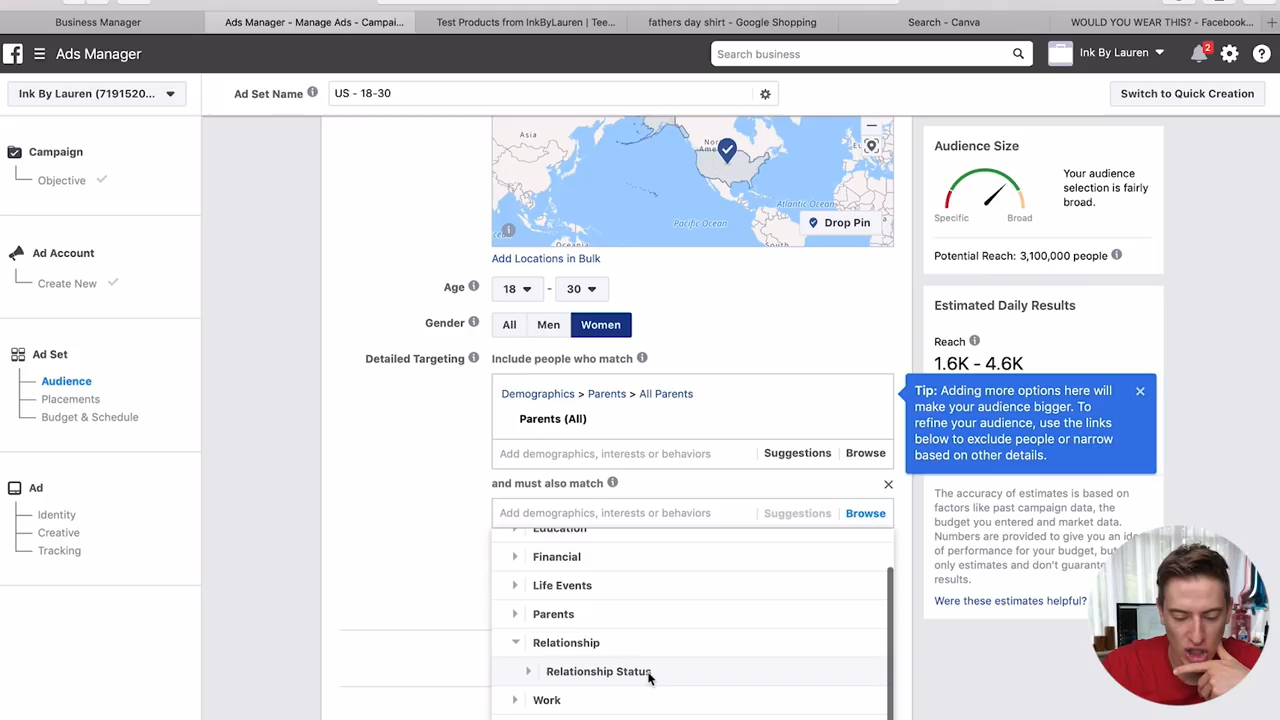 Business Manager
Ads Manager - Manage Ads - Campai...
Test Products from InkByLauren | Tee...
fathers day shirt - Google Shopping
Search - Canva
WOULD YOU WEAR THIS? - Facebook...
Ads Manager
Search business
Ink By Lauren
2
Ink By Lauren (7191520...
Ad Set Name
US - 18-30
Switch to Quick Creation
Campaign
Objective
Ad Account
Create New
Ad Set
Audience
Placements
Budget & Schedule
Ad
Identity
Creative
Tracking
Asia
Pacific Ocean
Atlantic Ocean
Oceania
Drop Pin
Add Locations in Bulk
Age
18
-
30
Gender
All
Men
Women
Detailed Targeting
Include people who match
Demographics > Parents > All Parents
Parents (All)
Add demographics, interests or behaviors
Suggestions
Browse
and must also match
Add demographics, interests or behaviors
Suggestions
Browse
Education
Financial
Life Events
Parents
Relationship
Relationship Status
Work
Audience Size
Specific
Broad
Your audience
selection is fairly
broad.
Potential Reach: 3,100,000 people
Estimated Daily Results
Reach
1.6K - 4.6K
Tip: Adding more options here will
make your audience bigger. To
refine your audience, use the links
below to exclude people or narrow
based on other details.
The accuracy of estimates is based on
factors like past campaign data, the
budget you entered and market data.
Numbers are provided to give you an
of performance for your budget, but
only estimates and don't
results.
Were these estimates helpful?